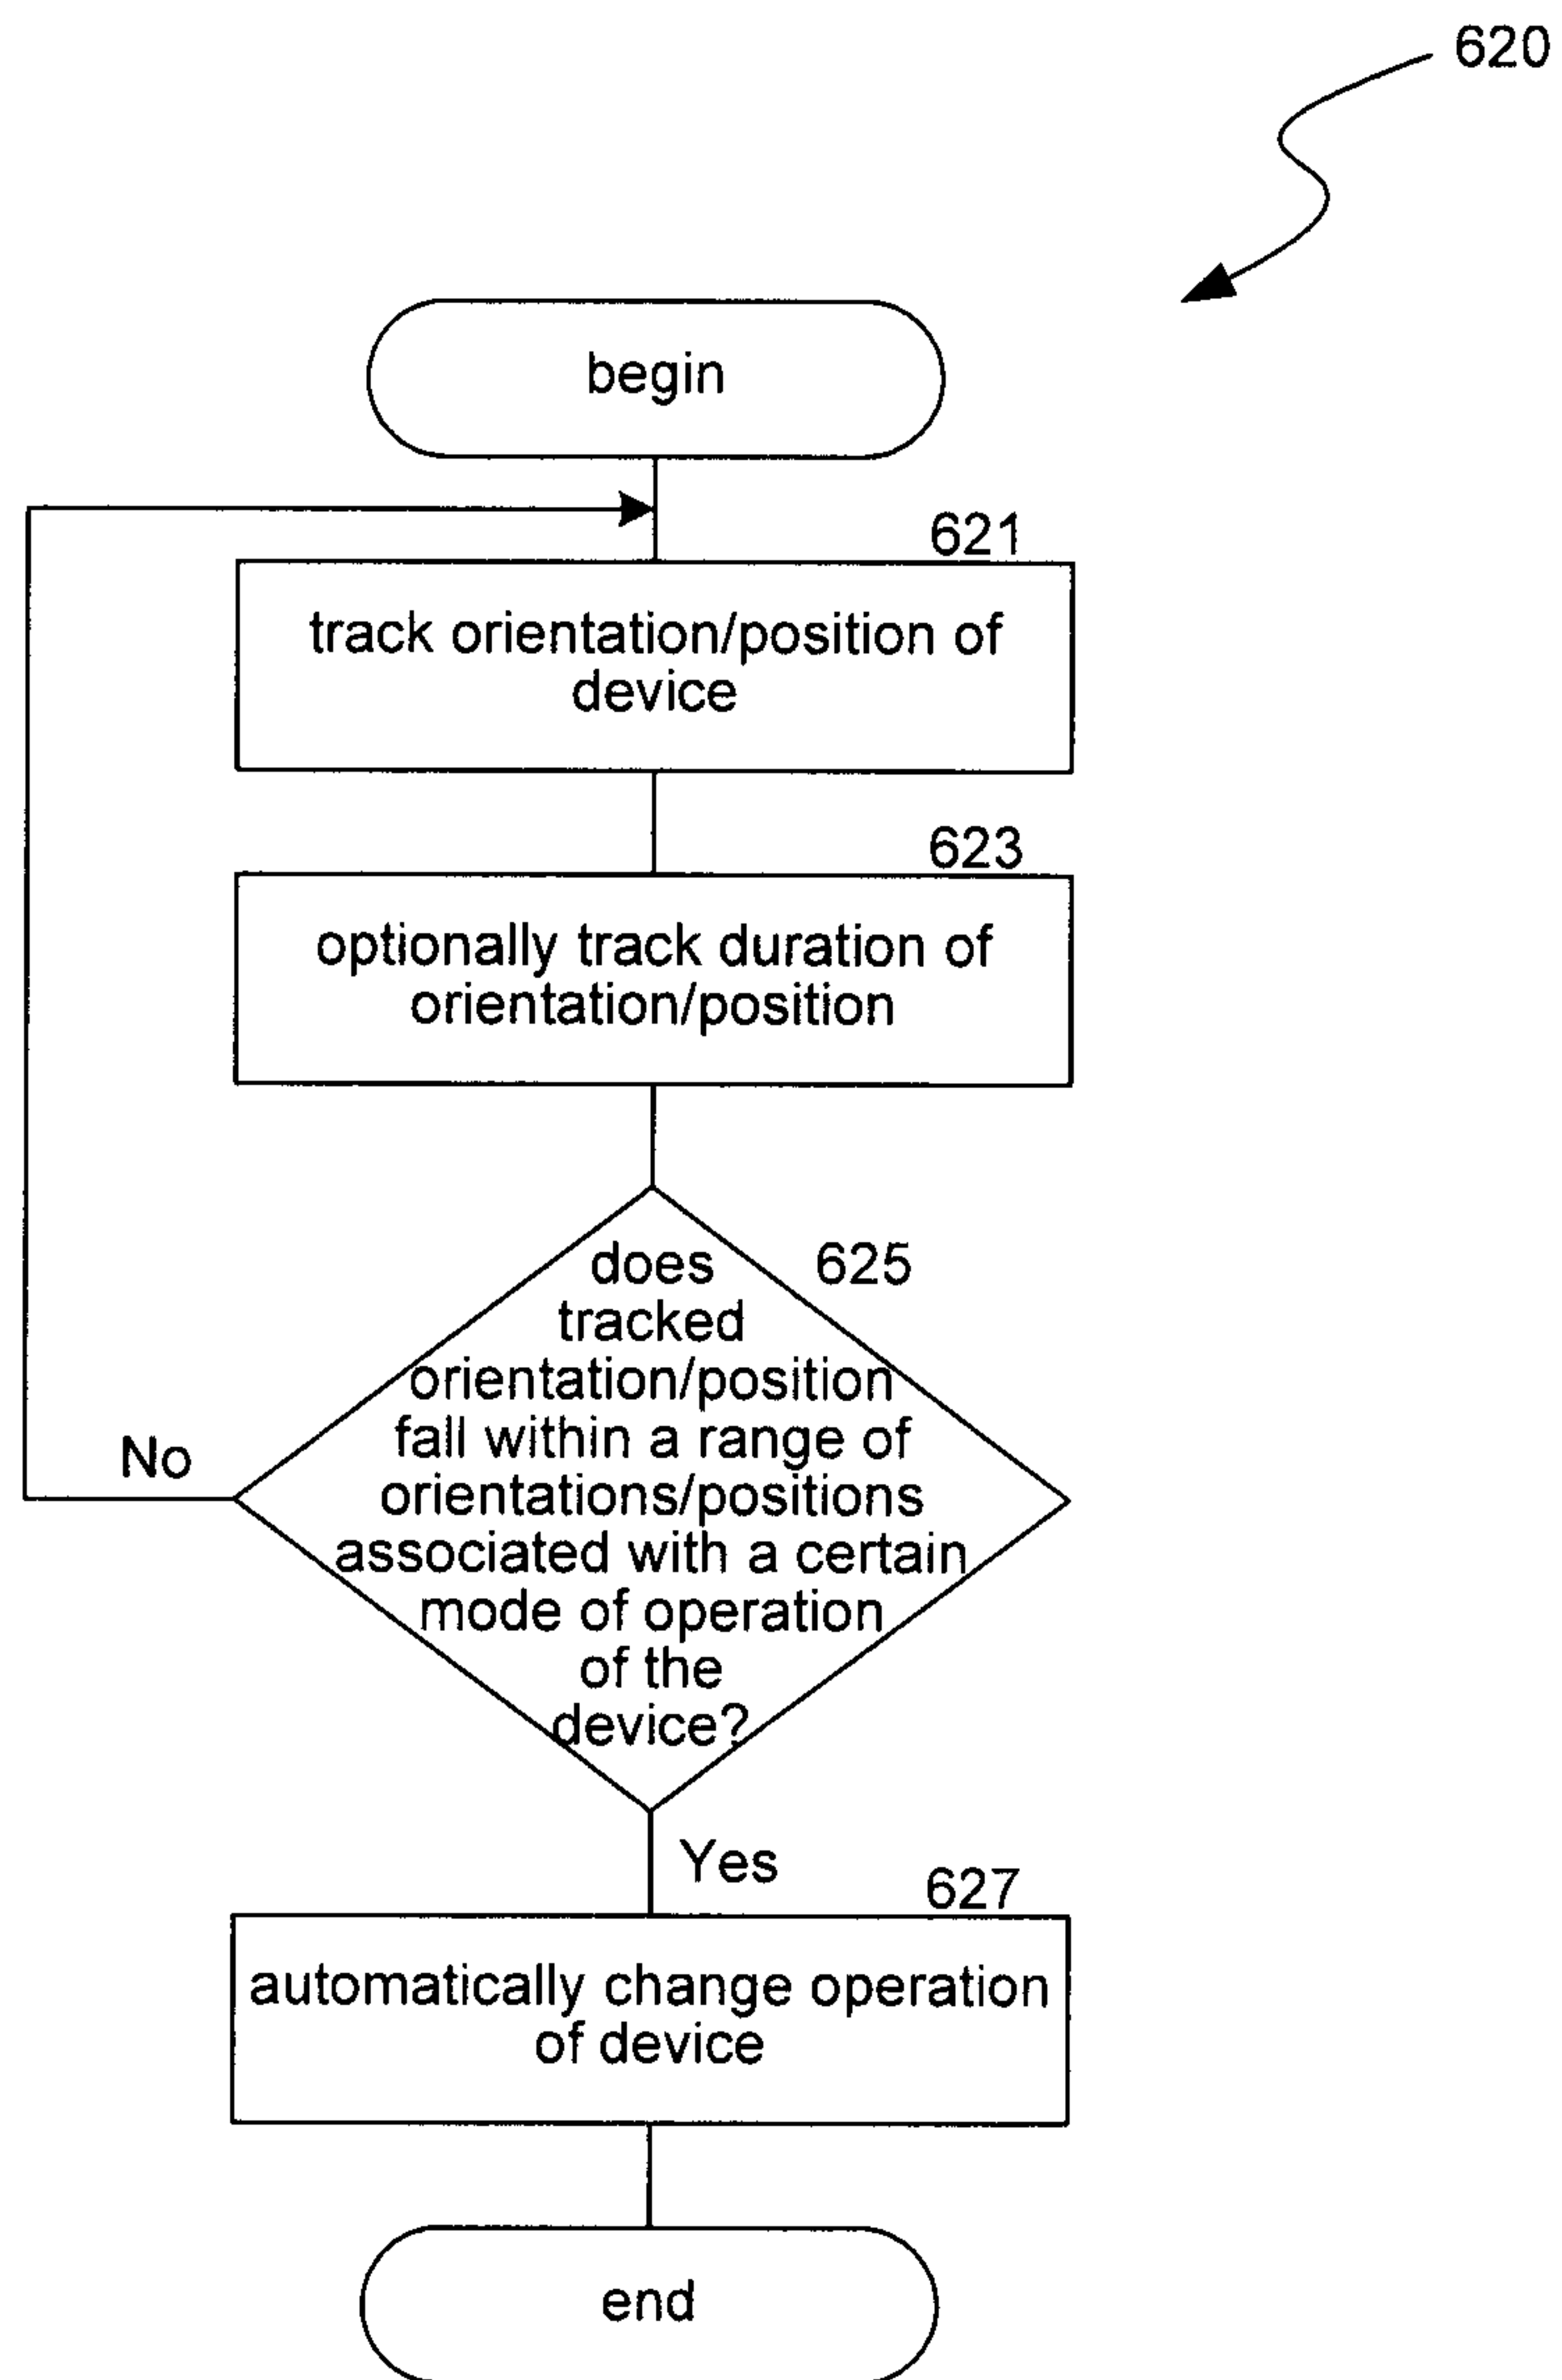 620
begin
621
track orientation/position of
device
623
optionally track duration of
orientation/position
625
does
tracked
orientation/position
fall within a range of
orientations/positions
associated with a certain
mode of operation
of the
device?
No
Yes
627
automatically change operation
of device
end